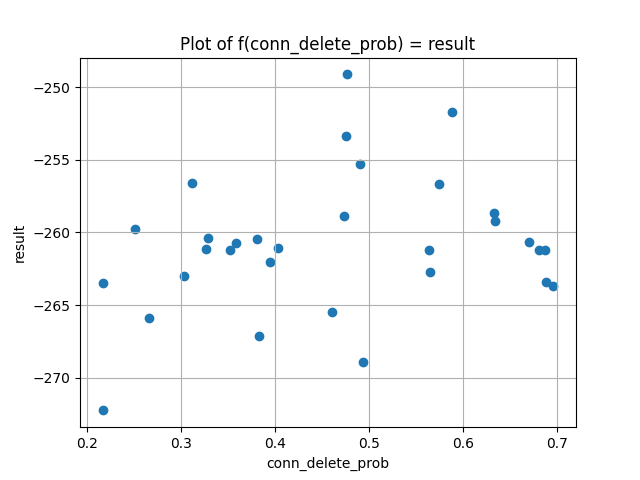 Plot of f(conn_delete_prob) = result
−250
−255
−260
−265
−270
result
0.2 0.3 0.4 0.5 0.6 0.7
conn_delete_prob